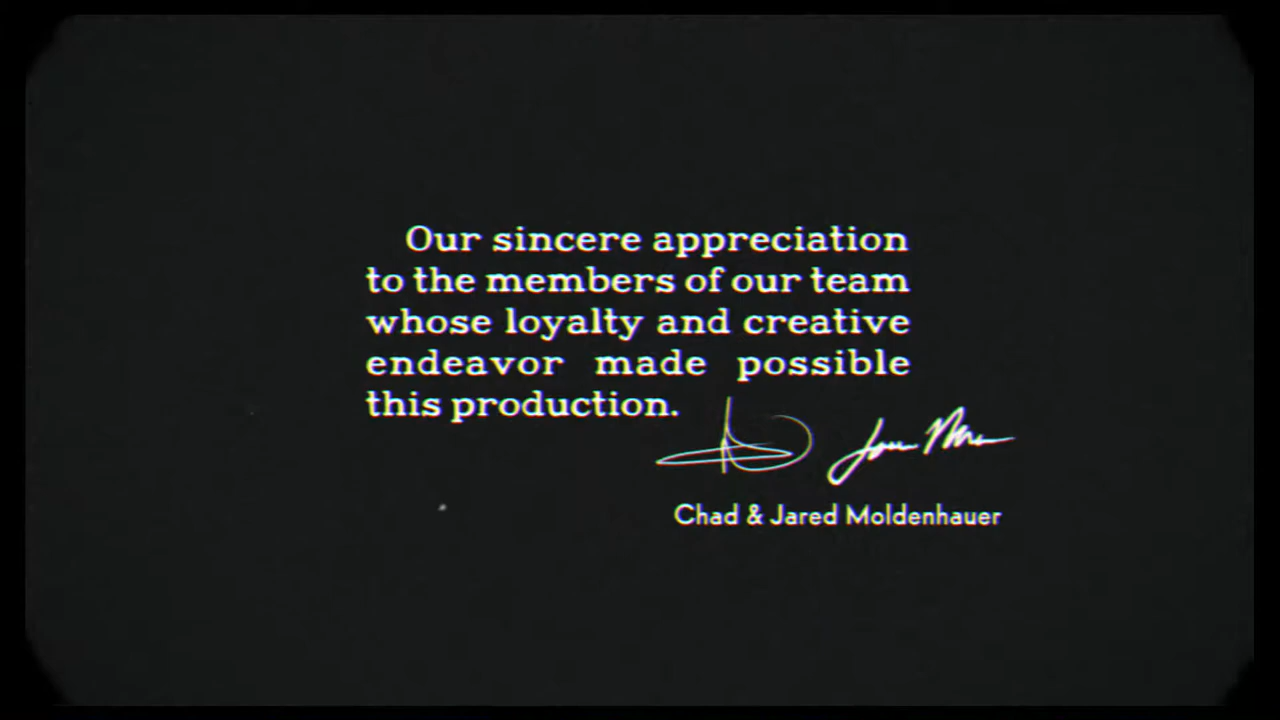 Our sincere appreciation
to the members of our team
whose loyalty and creative
endeavor made possible
this production.
Chad & Jared Moldenhauer